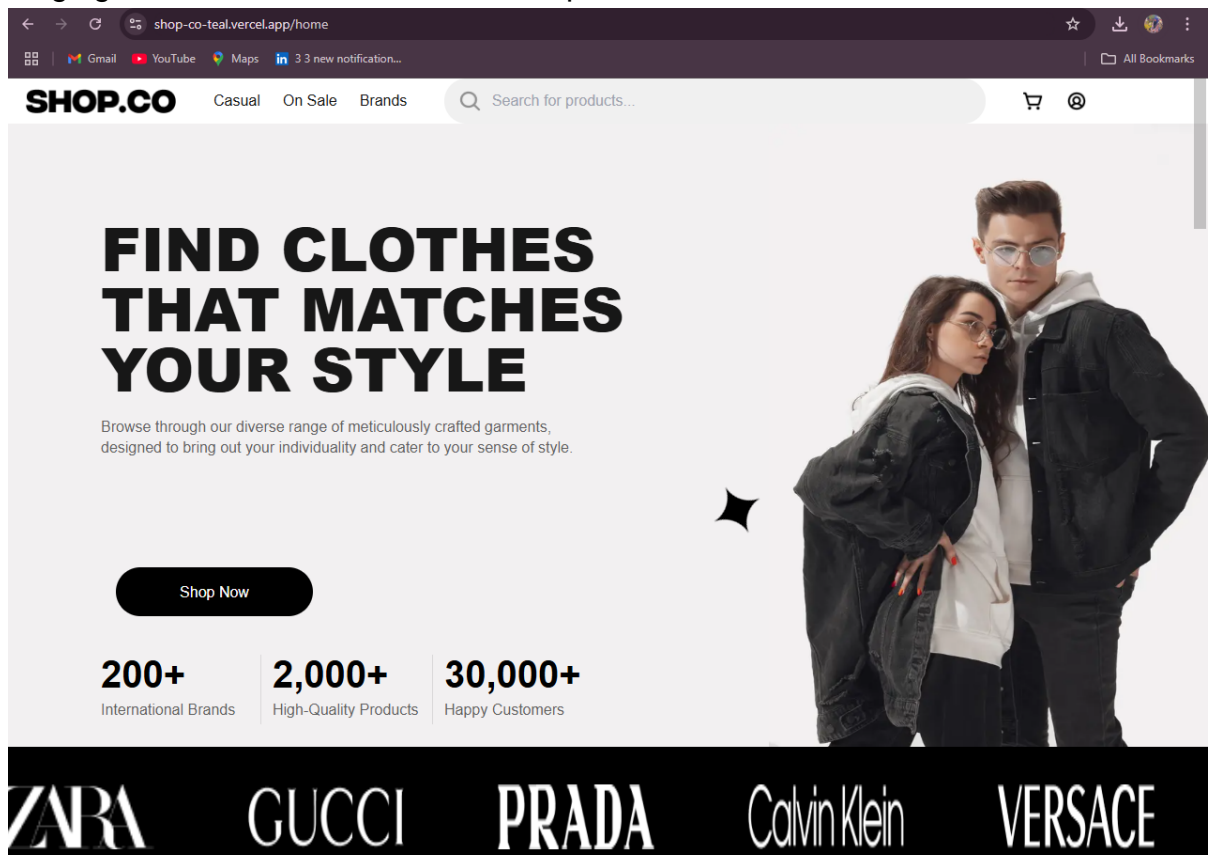 shop-co-teal.vercel.app/home
Gmail YouTube Maps 3 3 new notification... All Bookmarks
SHOP.CO Casual On Sale Brands Search for products...
FIND CLOTHES
THAT MATCHES
YOUR STYLE
Browse through our diverse range of meticulously crafted garments,
designed to bring out your individuality and cater to your sense of style.
Shop Now
200+ 2,000+ 30,000+
International Brands High-Quality Products Happy Customers
ZARA GUCCI PRADA Calvin Klein VERSACE